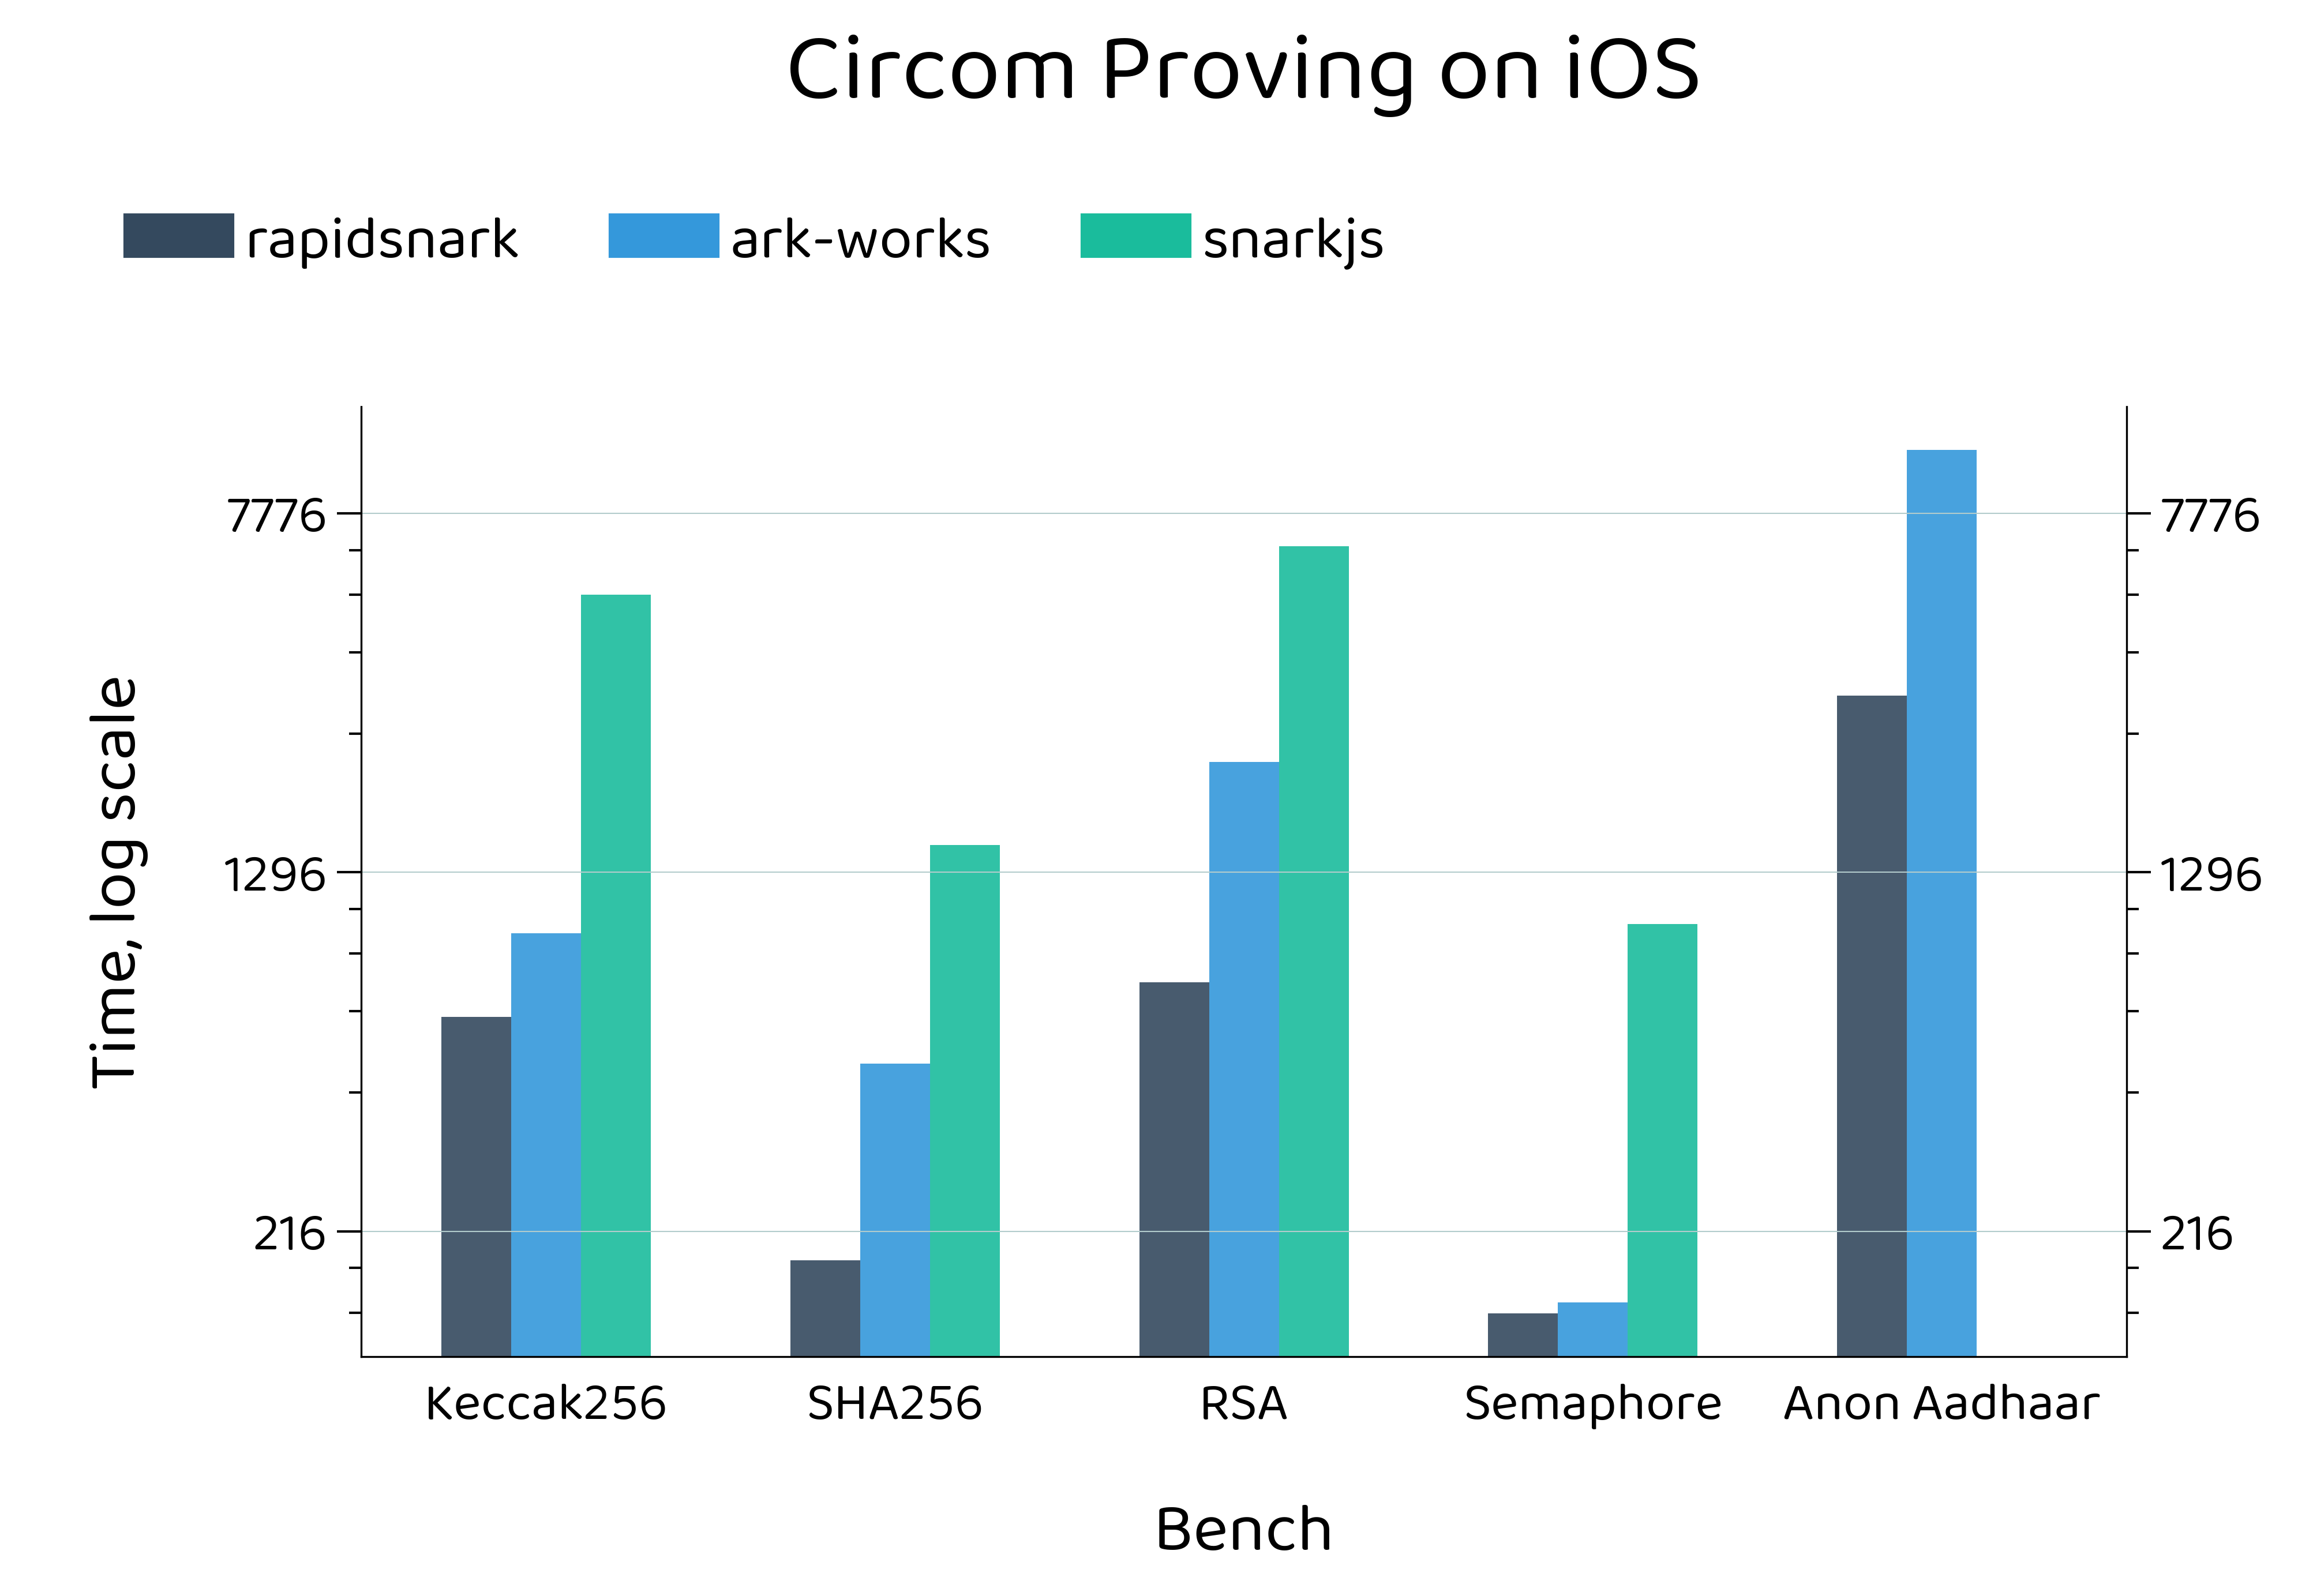 Circom Proving on iOS
rapidsnark ark-works snarkjs
Time, log scale
7776 7776
1296 1296
216 216
Keccak256 SHA256 RSA Semaphore Anon Aadhaar
Bench